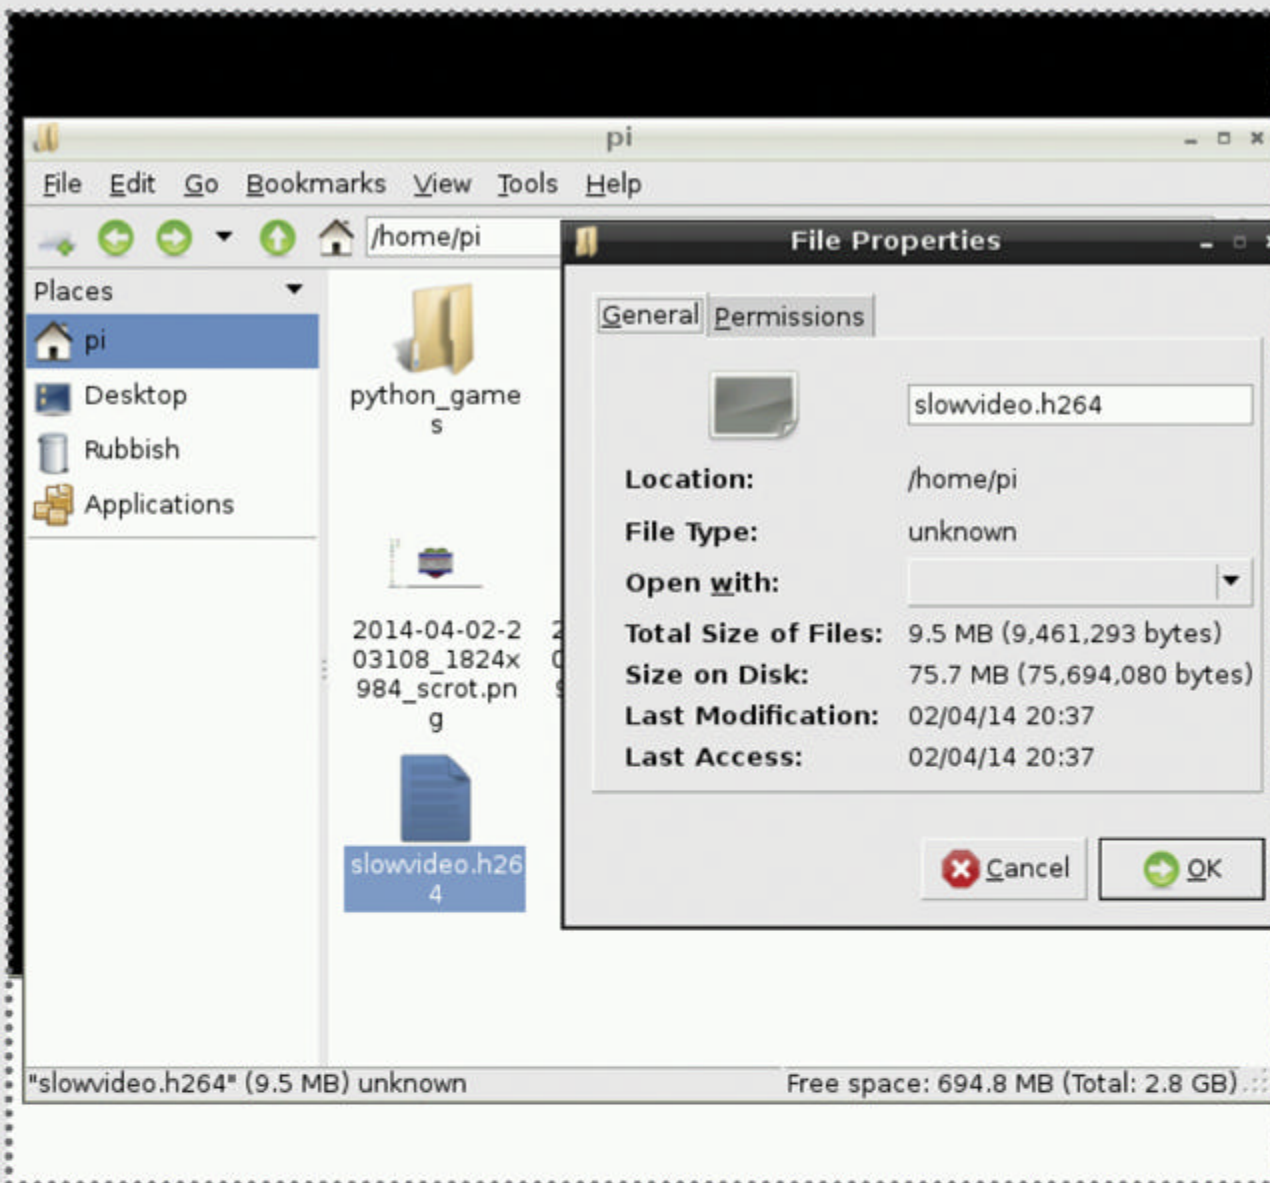 pi
File Edit Go Bookmarks View Tools Help
/home/pi
File Properties
Places
pi
Desktop
Rubbish
Applications
python_game
s
2014-04-02-2
03108_1824x
984_scrot.pn
g
slowvideo.h26
4
General Permissions
slowvideo.h264
Location: /home/pi
File Type: unknown
Open with:
Total Size of Files: 9.5 MB (9,461,293 bytes)
Size on Disk: 75.7 MB (75,694,080 bytes)
Last Modification: 02/04/14 20:37
Last Access: 02/04/14 20:37
Cancel OK
"slowvideo.h264" (9.5 MB) unknown
Free space: 694.8 MB (Total: 2.8 GB)